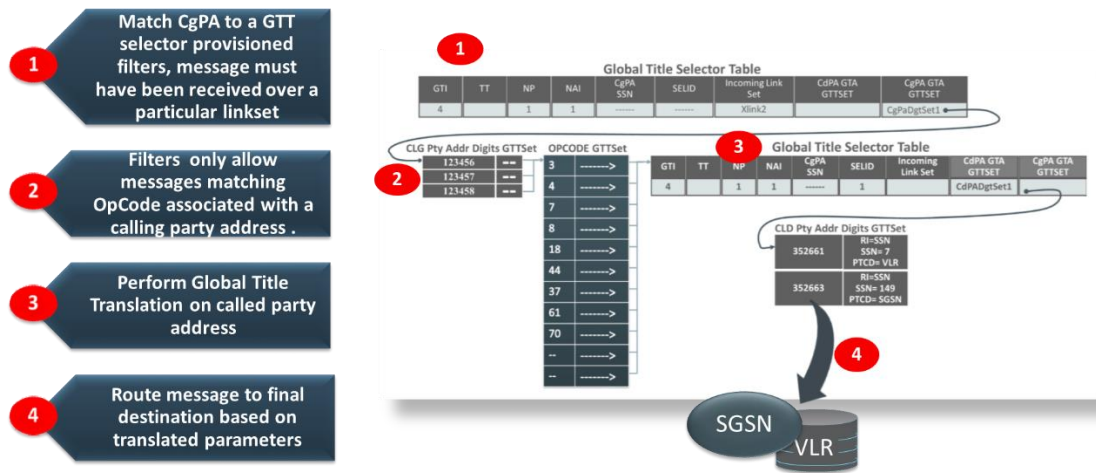 1
Match CgPA to a GTT
selector provisioned
filters, message must
have been received over a
particular linkset
2
Filters only allow
messages matching
OpCode associated with a
calling party address .
3
Perform Global Title
Translation on called party
address
4
Route message to final
destination based on
translated parameters
1
Global Title Selector Table
GTI TT NP NAI CgPA SSN SELID Incoming Link Set CdPA GTA GTTSET CgPA GTA GTTSET
4 1 1 ------ ------ Xlink2 CgPaDgtSet1
CLG Pty Addr Digits GTTSet
2
123456 --
123457 --
123458 --
OPCODE GTTSet
3 ------->
4 ------->
7 ------->
8 ------->
18 ------->
44 ------->
37 ------->
61 ------->
70 ------->
-- ------->
-- ------->
3
Global Title Selector Table
GTI TT NP NAI CgPA SSN SELID Incoming Link Set CdPA GTA GTTSET CgPA GTA GTTSET
4 1 1 ------ 1 CdPADgtSet1
CLD Pty Addr Digits GTTSet
352661 RI=SSN
SSN= 7
PTCD= VLR
352663 RI=SSN
SSN= 149
PTCD= SGSN
4
SGSN
VLR